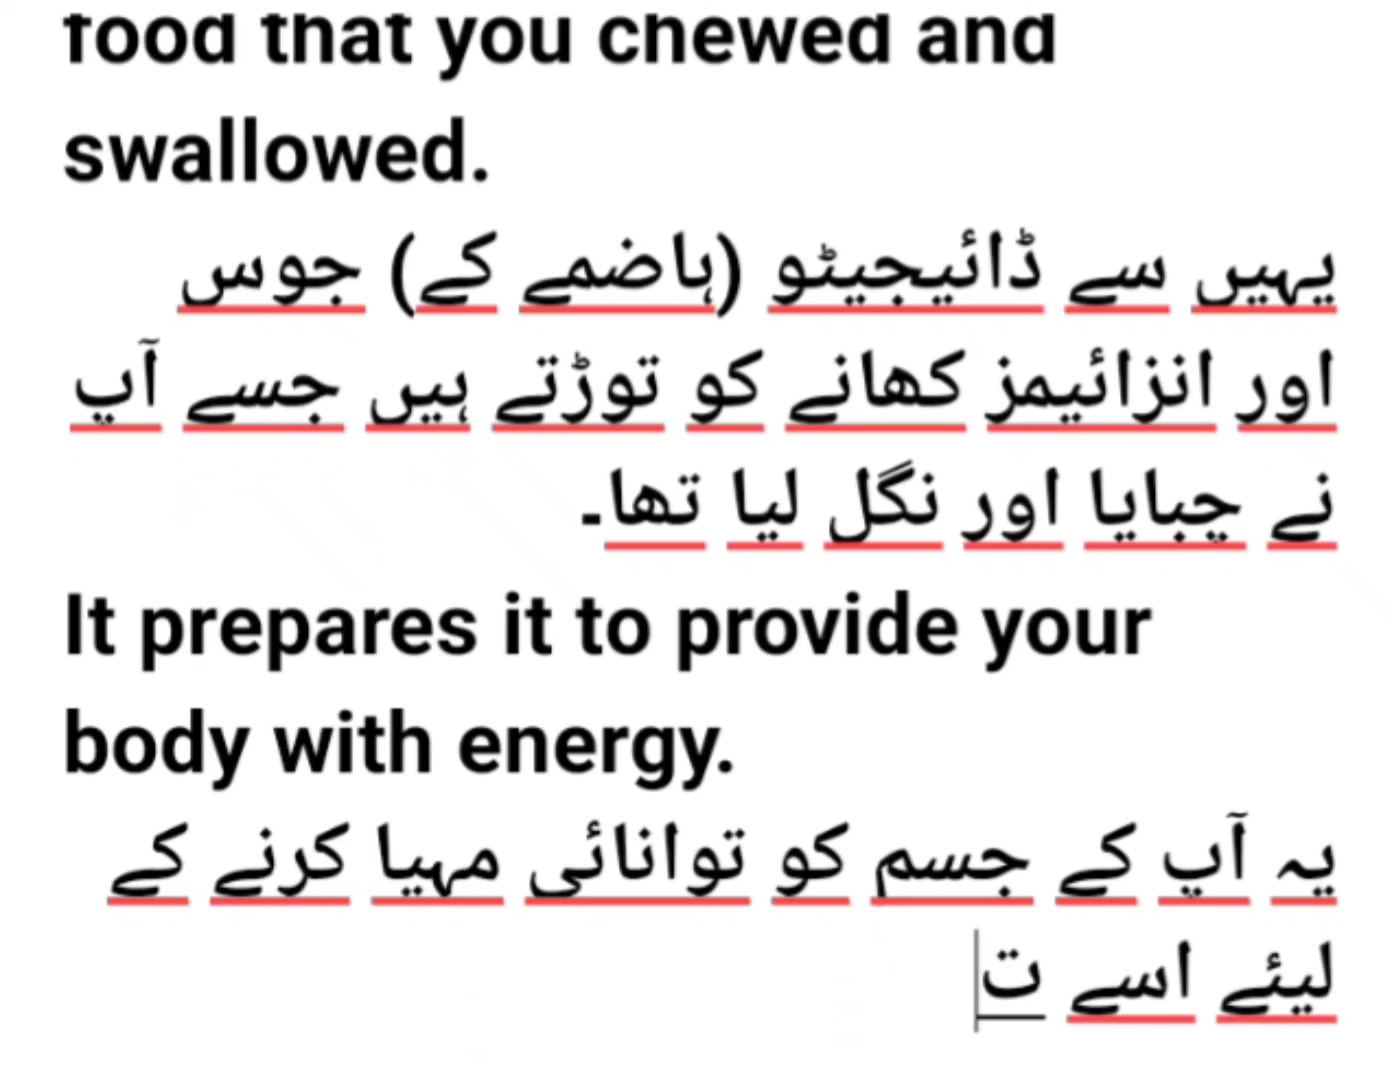 food that you chewed and
swallowed.
یہیں سے ڈائیجیٹو (ہاضمے کے) جوس
اور انزائیمز کھانے کو توڑتے ہیں جسے آپ
نے چبایا اور نگل لیا تھا۔
It prepares it to provide your
body with energy.
یہ آپ کے جسم کو توانائی مہیا کرنے کے
لیئے اسے ت